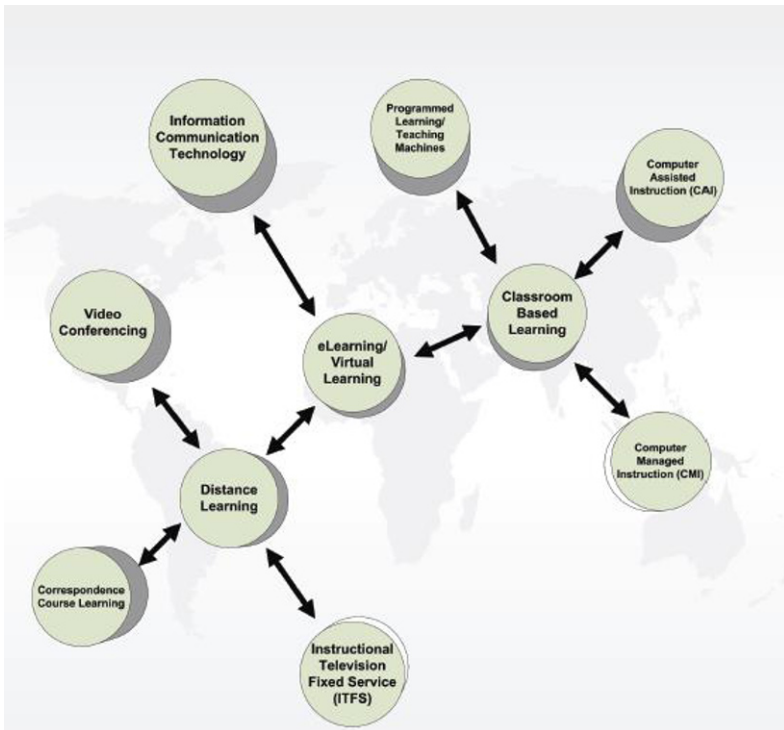 Information
Communication
Technology
Programmed
Learning/
Teaching
Machines
Computer
Assisted
Instruction (CAI)
Video
Conferencing
eLearning/
Virtual
Learning
Classroom
Based
Learning
Computer
Managed
Instruction (CMI)
Distance
Learning
Correspondence
Course Learning
Instructional
Television
Fixed Service
(ITFS)